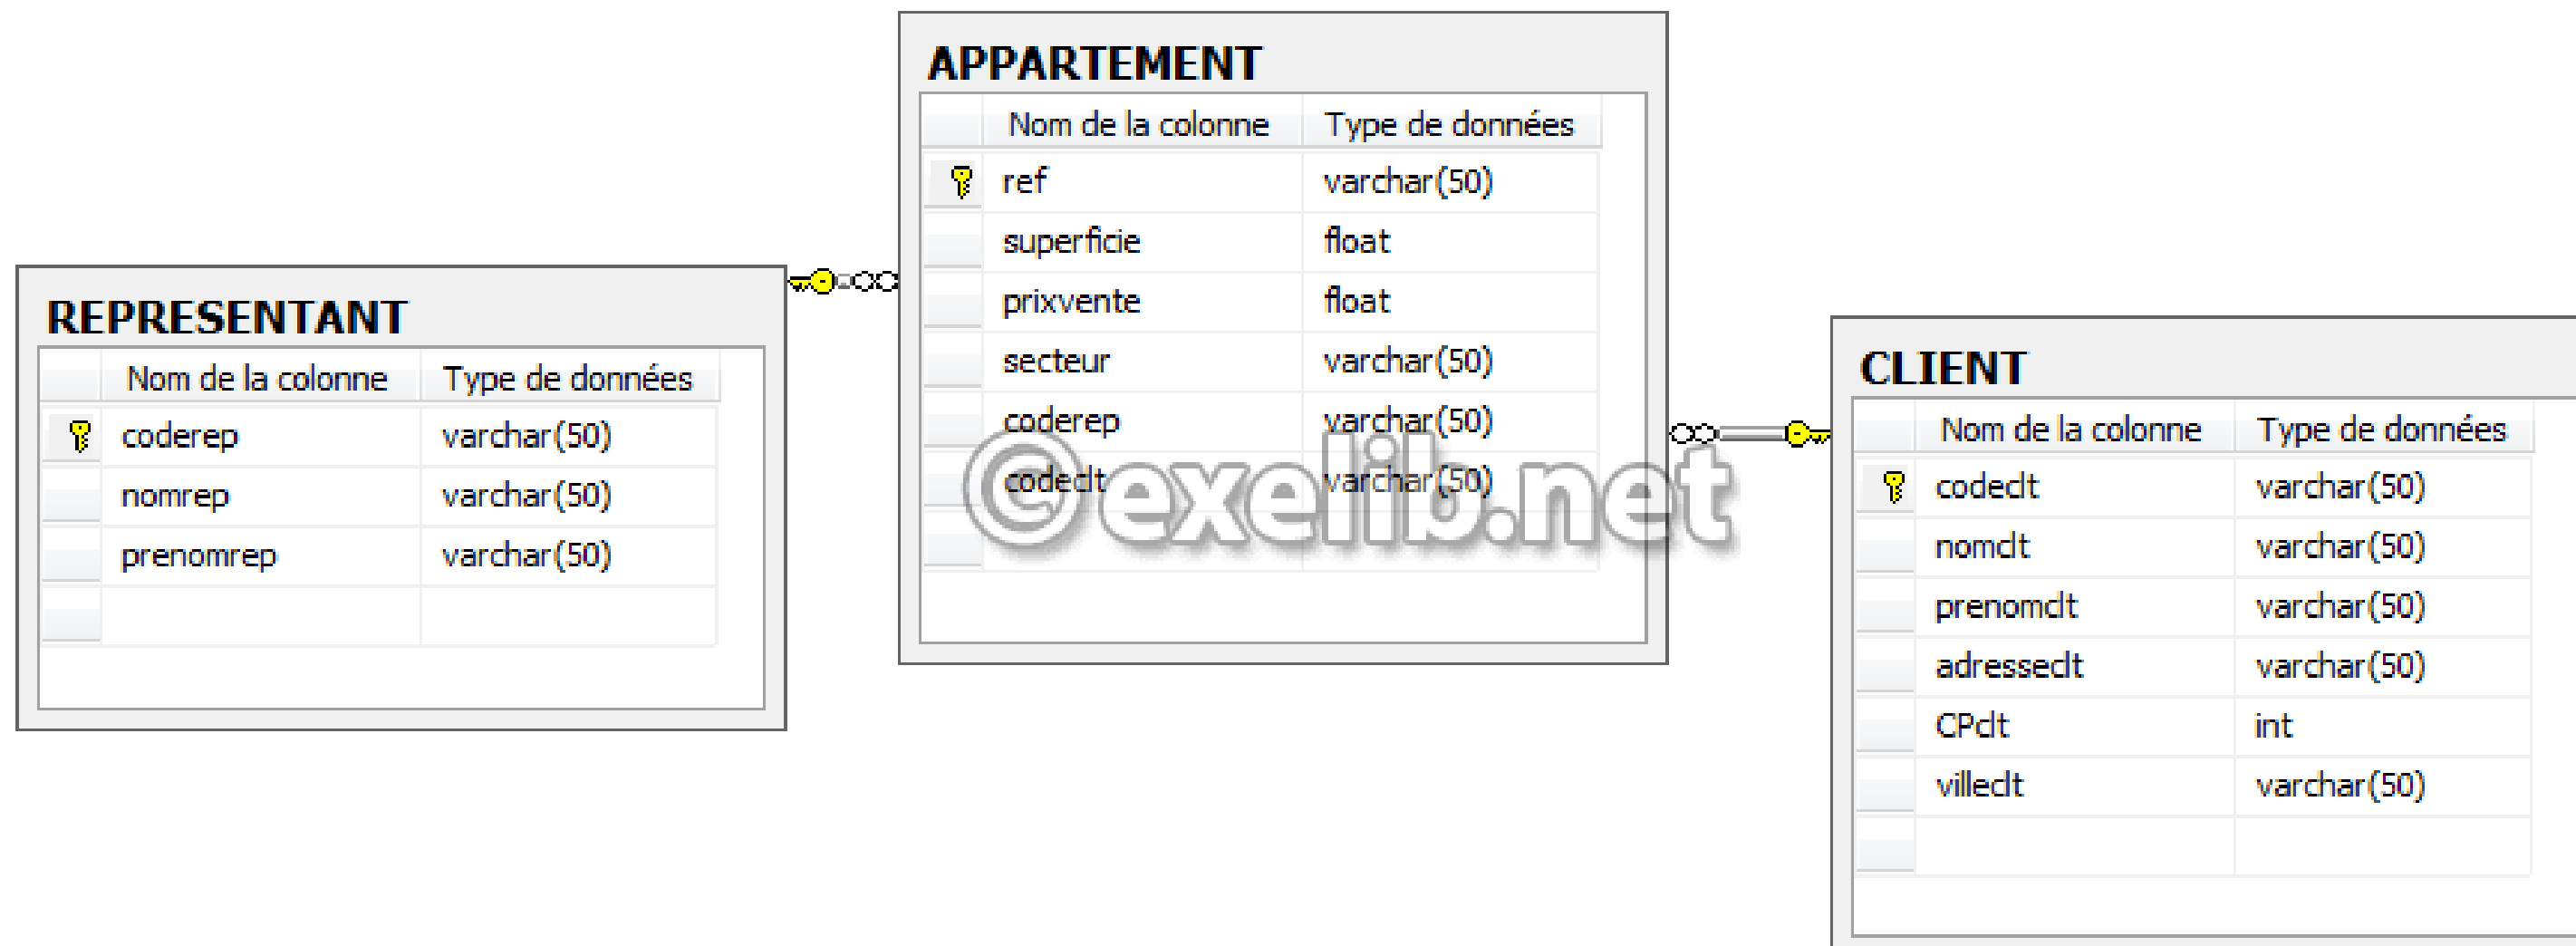 REPRESENTANT
Nom de la colonne Type de données
coderep varchar(50)
nomrep varchar(50)
prenomrep varchar(50)
APPARTEMENT
Nom de la colonne Type de données
ref varchar(50)
superficie float
prixvente float
secteur varchar(50)
coderep varchar(50)
codeclt varchar(50)
©exelib.net
CLIENT
Nom de la colonne Type de données
codeclt varchar(50)
nomclt varchar(50)
prenomclt varchar(50)
adresseclt varchar(50)
CPclt int
villeclt varchar(50)